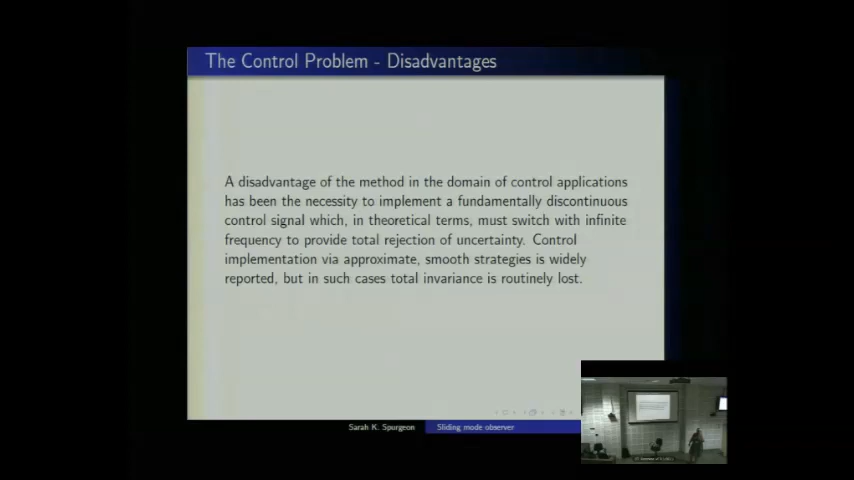 The Control Problem - Disadvantages
A disadvantage of the method in the domain of control applications
has been the necessity to implement a fundamentally discontinuous
control signal which, in theoretical terms, must switch with infinite
frequency to provide total rejection of uncertainty. Control
implementation via approximate, smooth strategies is widely
reported, but in such cases total invariance is routinely lost.
Sarah K. Spurgeon
Sliding mode observer